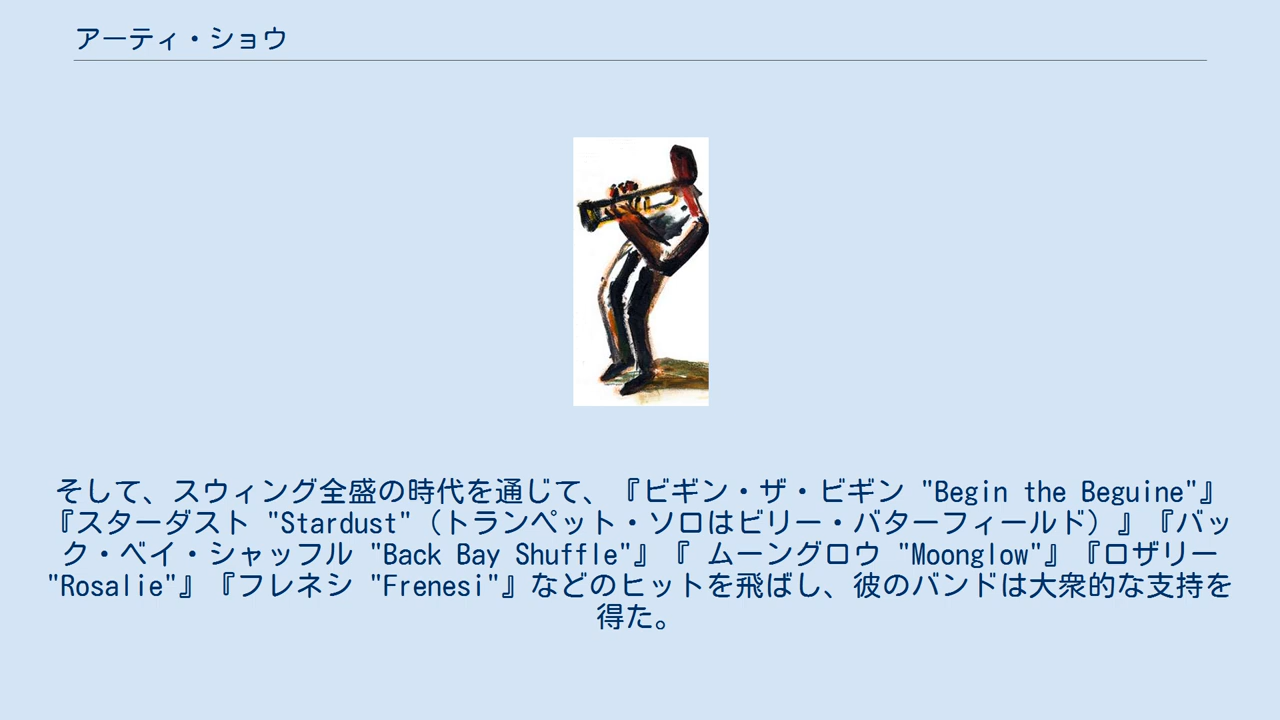 アーティ・ショウ
そして、スウィング全盛の時代を通じて、『ビギン・ザ・ビギン "Begin the Beguine"』
『スターダスト "Stardust"（トランペット・ソロはビリー・バターフィールド）』『バッ
ク・ベイ・シャッフル "Back Bay Shuffle"』『 ムーングロウ "Moonglow"』『ロザリー
"Rosalie"』『フレネシ "Frenesi"』などのヒットを飛ばし、彼のバンドは大衆的な支持を
得た。